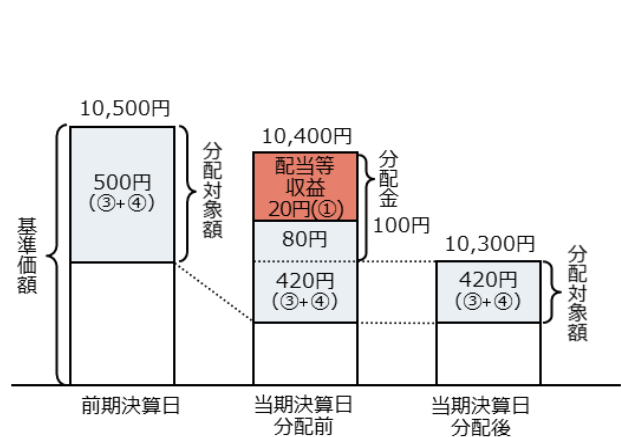 10,500円
500円
(③+④)
分配対象額
基準価額
10,400円
配当等
収益
20円(①)
80円
420円
(③+④)
分配金
100円
10,300円
420円
(③+④)
分配対象額
前期決算日
当期決算日
分配前
当期決算日
分配後